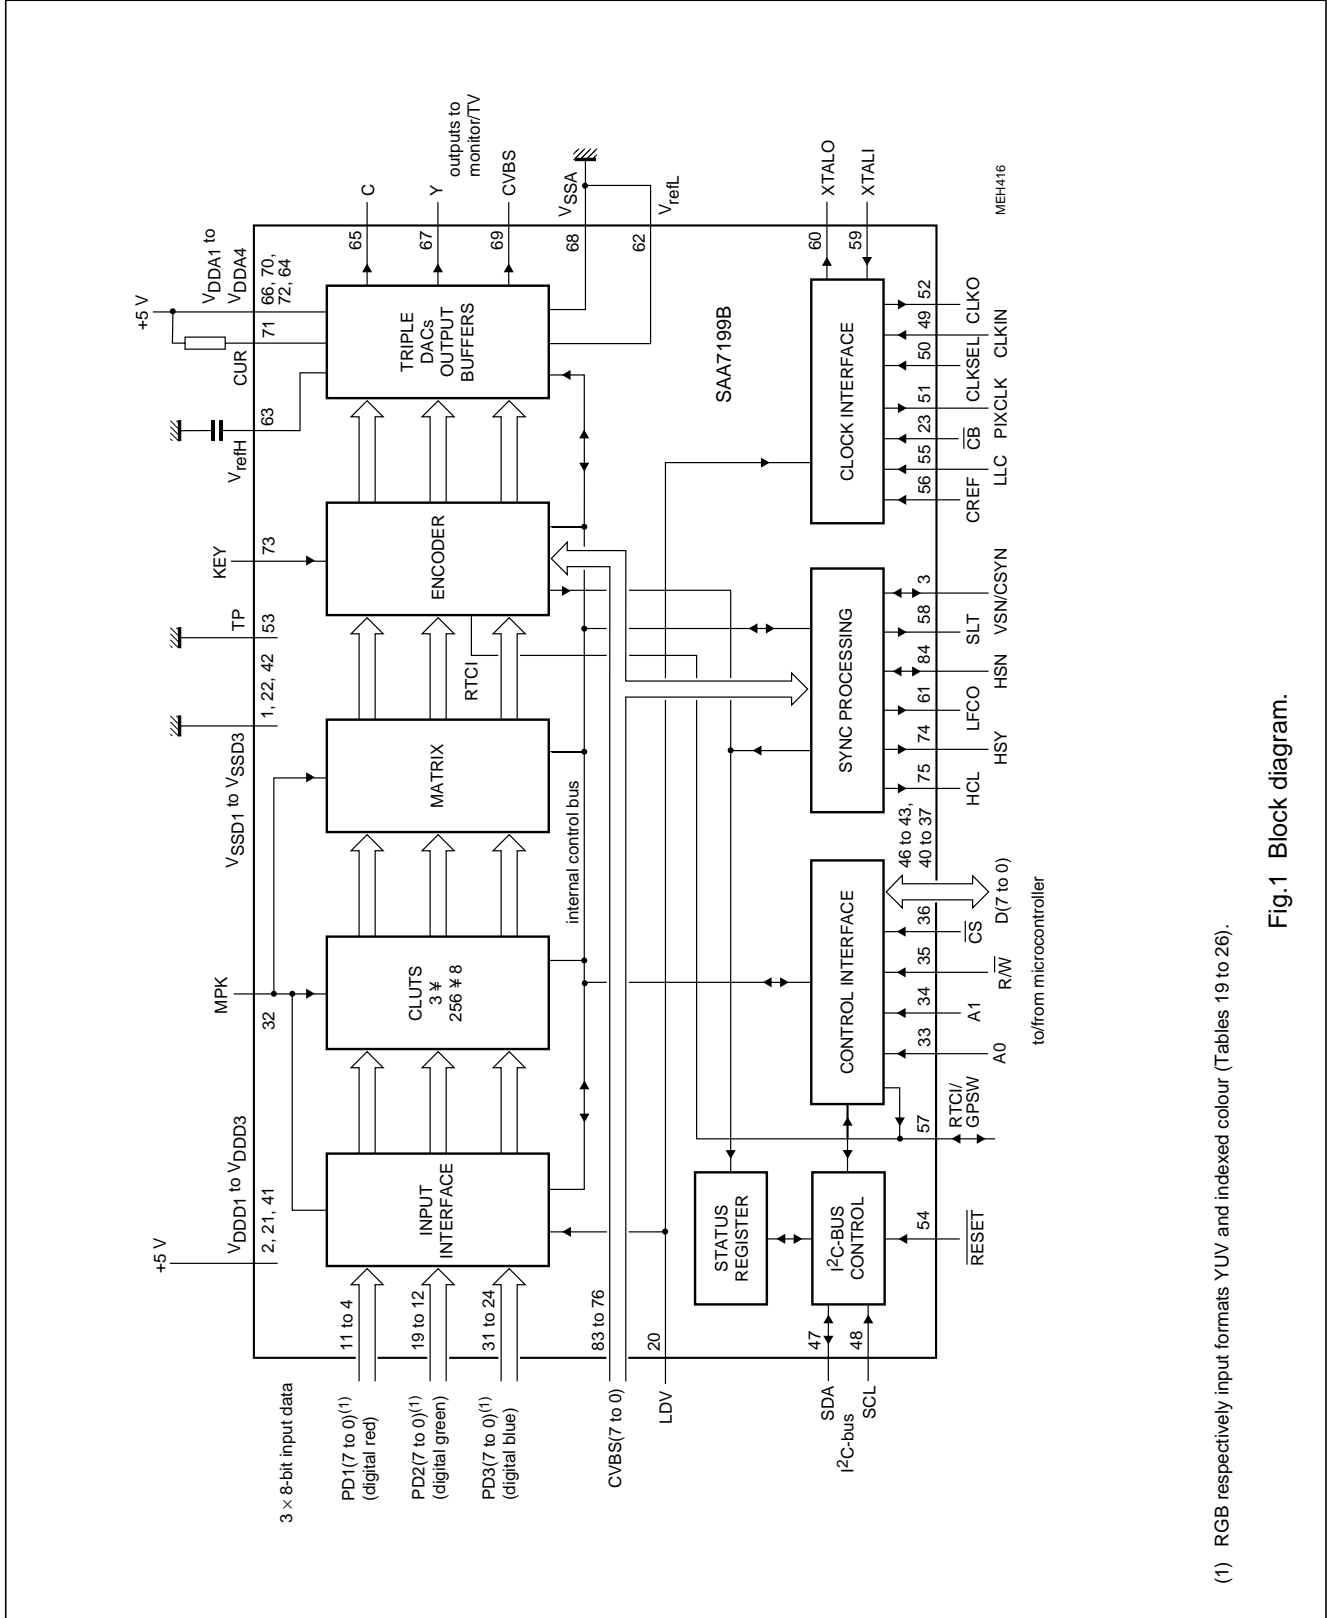 +5 V
VDDD1 to VDDD3
2, 21, 41
MPK
32
VSSD1 to VSSD3
1, 22, 42
TP
53
KEY
73
VrefH
63
CUR
71
+5 V
VDDA1 to
VDDA4
66, 70,
72, 64
3 × 8-bit input data
PD1(7 to 0)(1)
(digital red)
11 to 4
PD2(7 to 0)(1)
(digital green)
19 to 12
PD3(7 to 0)(1)
(digital blue)
31 to 24
INPUT
INTERFACE
CLUTS
3 ¥
256 ¥ 8
MATRIX
ENCODER
TRIPLE
DACs
OUTPUT
BUFFERS
65
C
67
Y
69
CVBS
outputs to
monitor/TV
68
VSSA
62
VrefL
RTCI
internal control bus
CVBS(7 to 0)
83 to 76
LDV
20
SAA7199B
STATUS
REGISTER
I2C-BUS
CONTROL
CONTROL INTERFACE
SYNC PROCESSING
CLOCK INTERFACE
60
XTALO
59
XTALI
SDA
47
I2C-bus
SCL
48
54
RESET
57
RTCI/
GPSW
33
A0
34
A1
35
R/W
36
CS
46 to 43,
40 to 37
D(7 to 0)
to/from microcontroller
75
HCL
74
HSY
61
LFCO
84
HSN
58
SLT
3
VSN/CSYN
56
CREF
55
LLC
23
CB
51
PIXCLK
50
CLKSEL
49
CLKIN
52
CLKO
MEH416
(1) RGB respectively input formats YUV and indexed colour (Tables 19 to 26).
Fig.1 Block diagram.